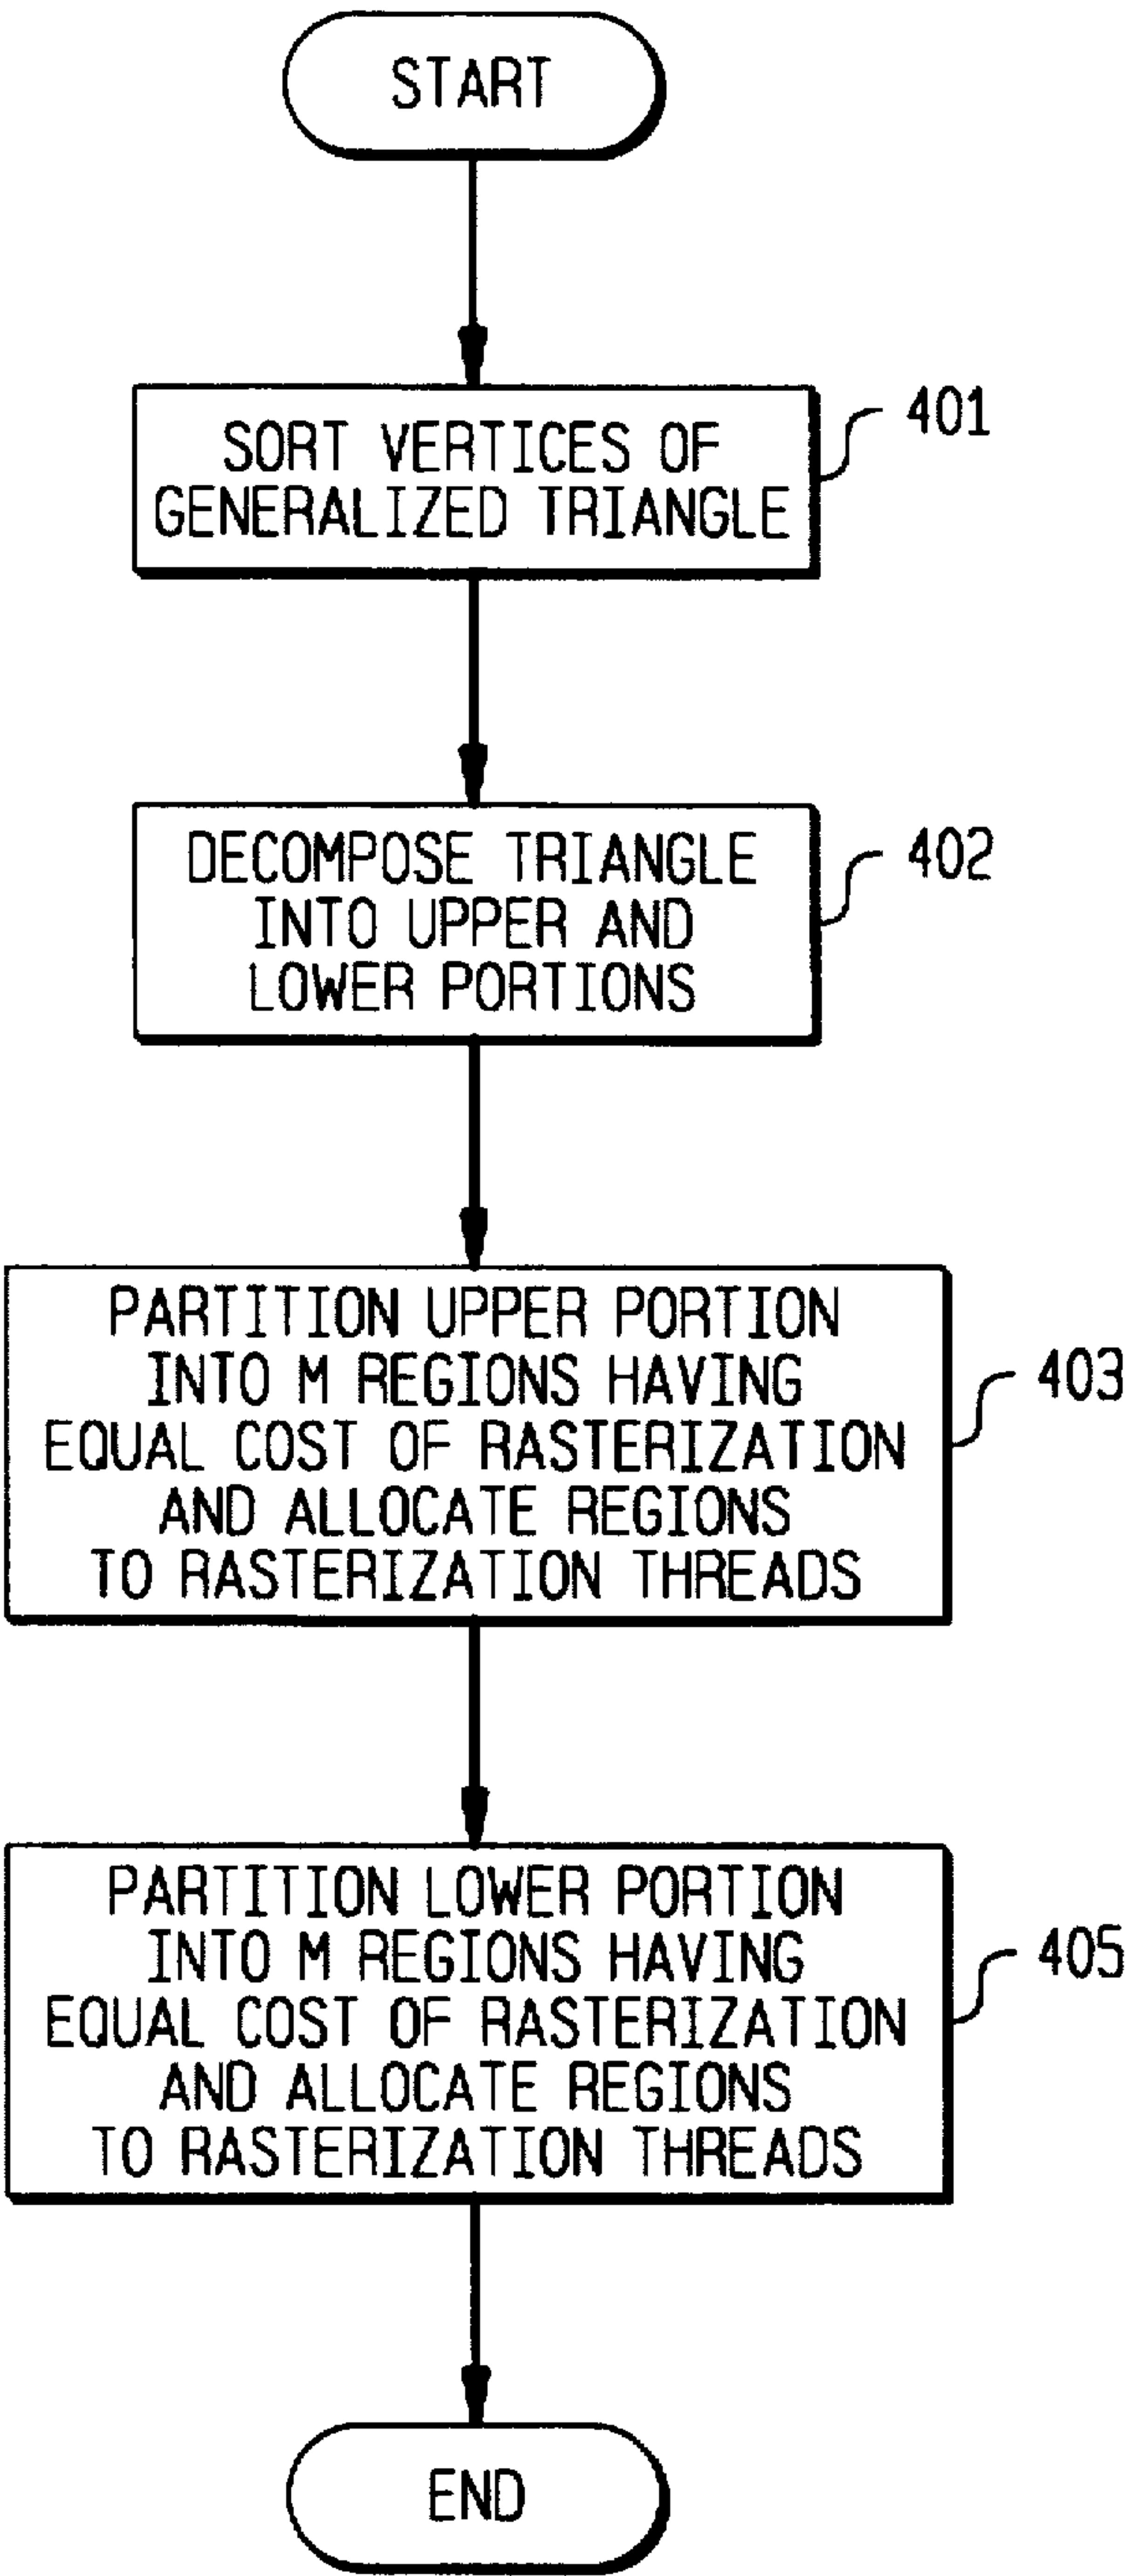 START
SORT VERTICES OF
GENERALIZED TRIANGLE
401
DECOMPOSE TRIANGLE
INTO UPPER AND
LOWER PORTIONS
402
PARTITION UPPER PORTION
INTO M REGIONS HAVING
EQUAL COST OF RASTERIZATION
AND ALLOCATE REGIONS
TO RASTERIZATION THREADS
403
PARTITION LOWER PORTION
INTO M REGIONS HAVING
EQUAL COST OF RASTERIZATION
AND ALLOCATE REGIONS
TO RASTERIZATION THREADS
405
END